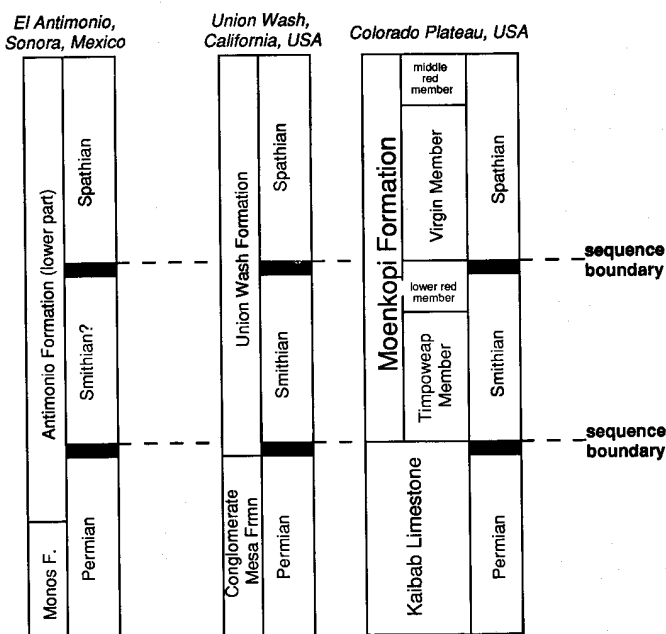 El Antimonio,
Sonora, Mexico
Union Wash,
California, USA
Colorado Plateau, USA
Antimonio Formation (lower part)
Monos F.
Spathian
Smithian?
Permian
Union Wash Formation
Conglomerate
Mesa Frmn
Spathian
Smithian
Permian
Moenkopi Formation
middle
red
member
Virgin Member
lower red
member
Timpoweap
Member
Kaibab Limestone
Spathian
Smithian
Permian
sequence
boundary
sequence
boundary